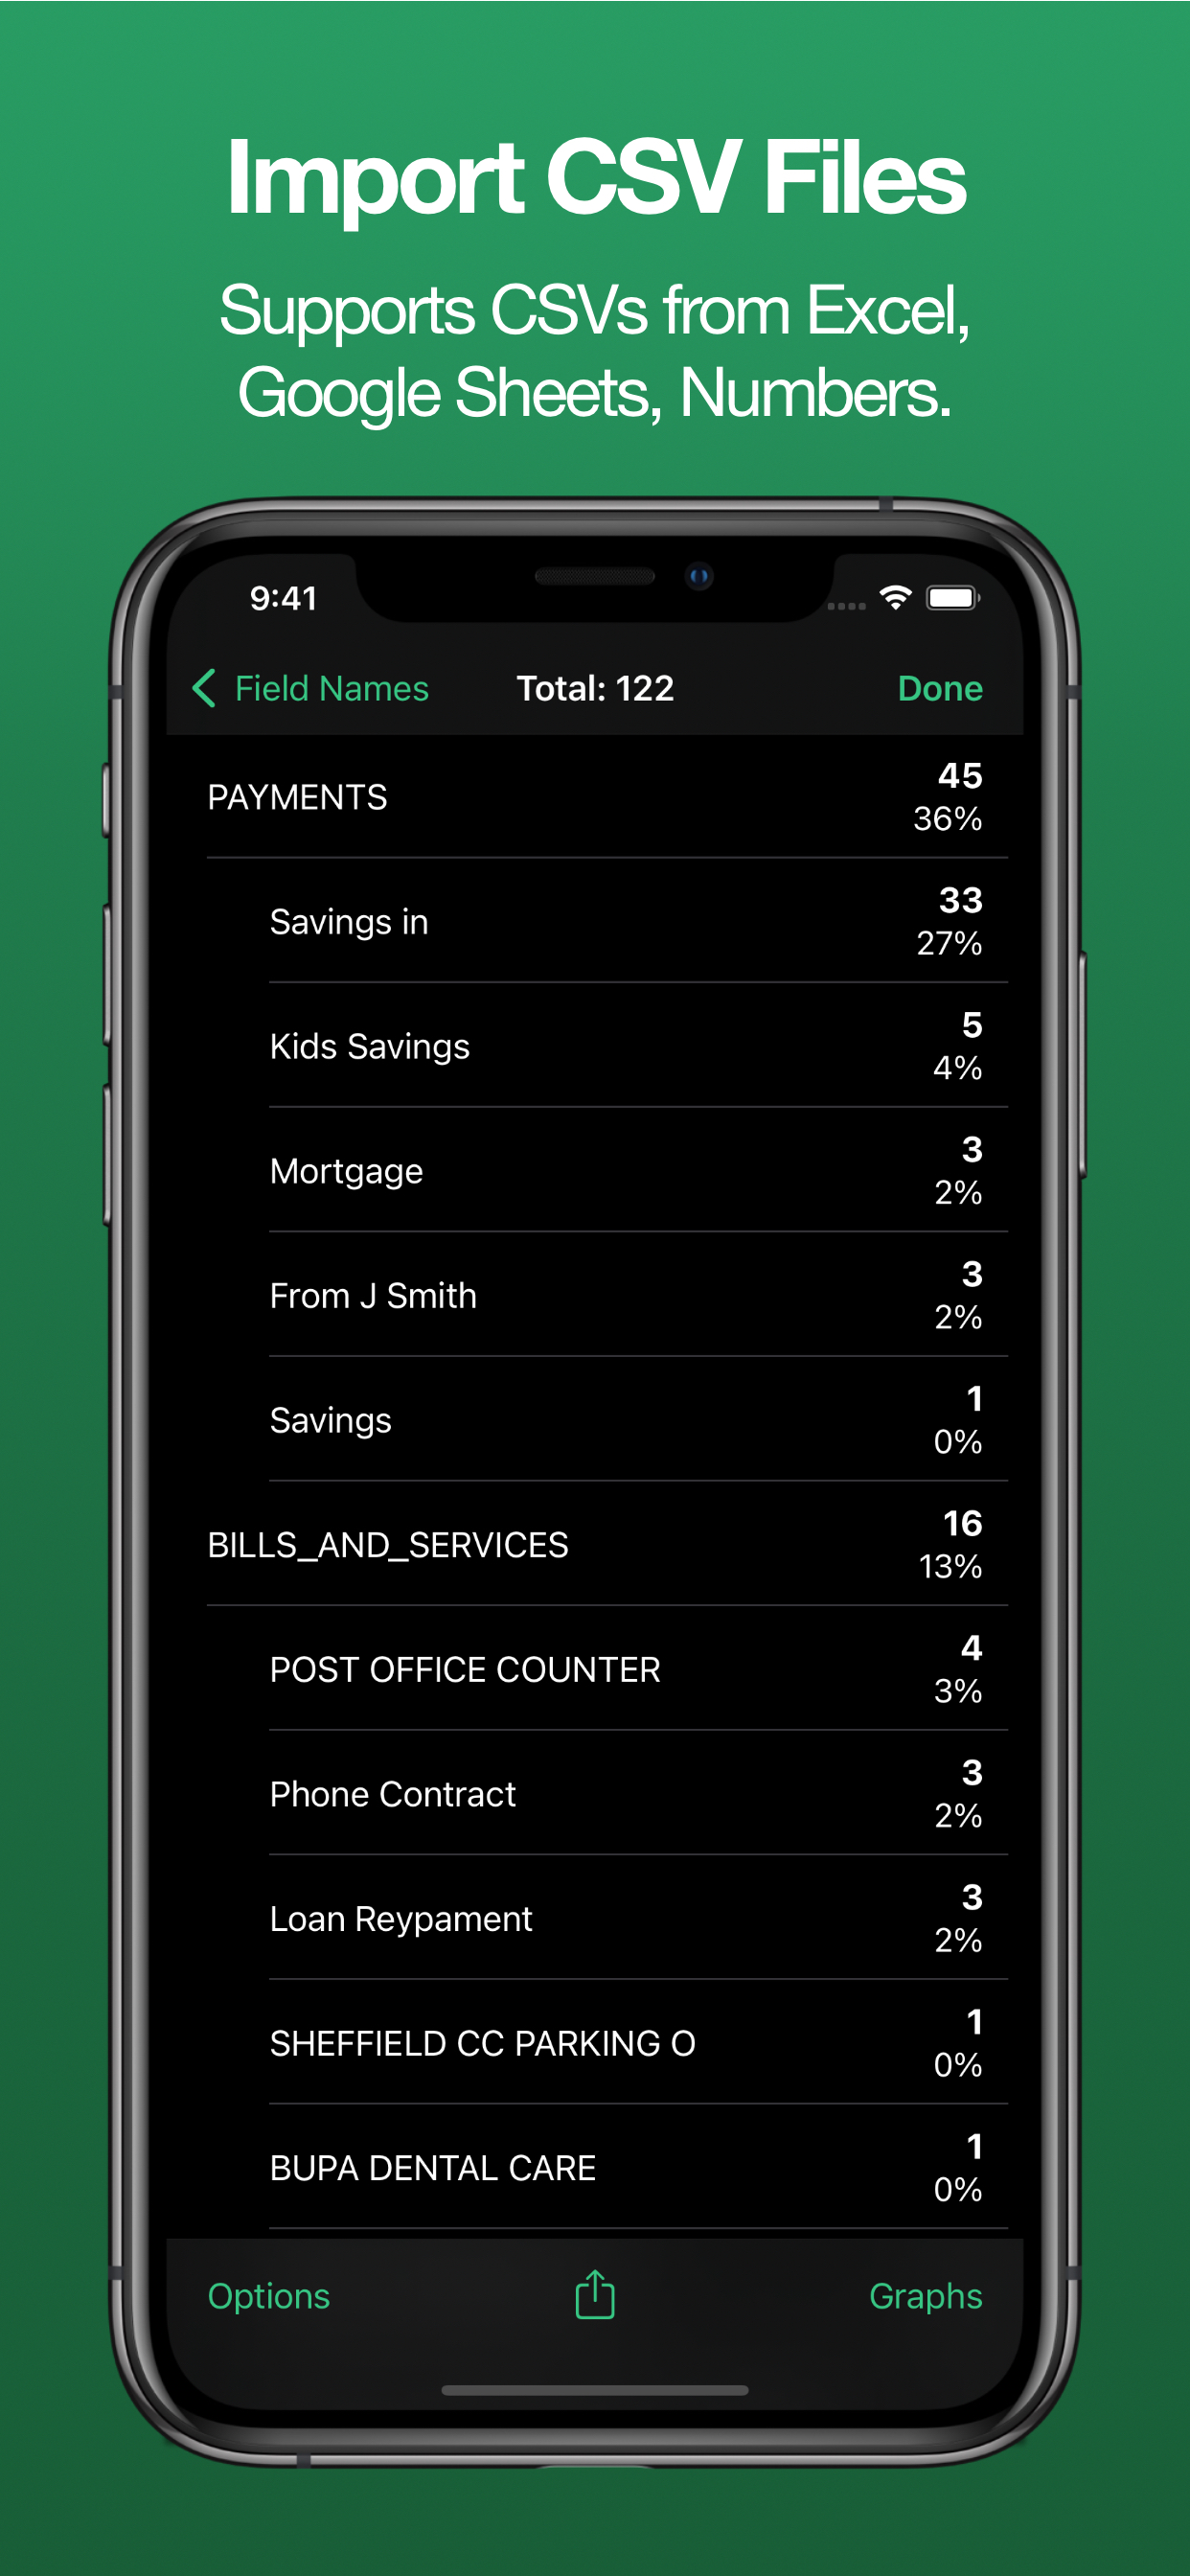 Import CSV Files
Supports CSVs from Excel,
Google Sheets, Numbers.
9:41
Field Names Total: 122 Done
PAYMENTS 45
36%
Savings in 33
27%
Kids Savings 5
4%
Mortgage 3
2%
From J Smith 3
2%
Savings 1
0%
BILLS_AND_SERVICES 16
13%
POST OFFICE COUNTER 4
3%
Phone Contract 3
2%
Loan Reypament 3
2%
SHEFFIELD CC PARKING O 1
0%
BUPA DENTAL CARE 1
0%
Options Graphs